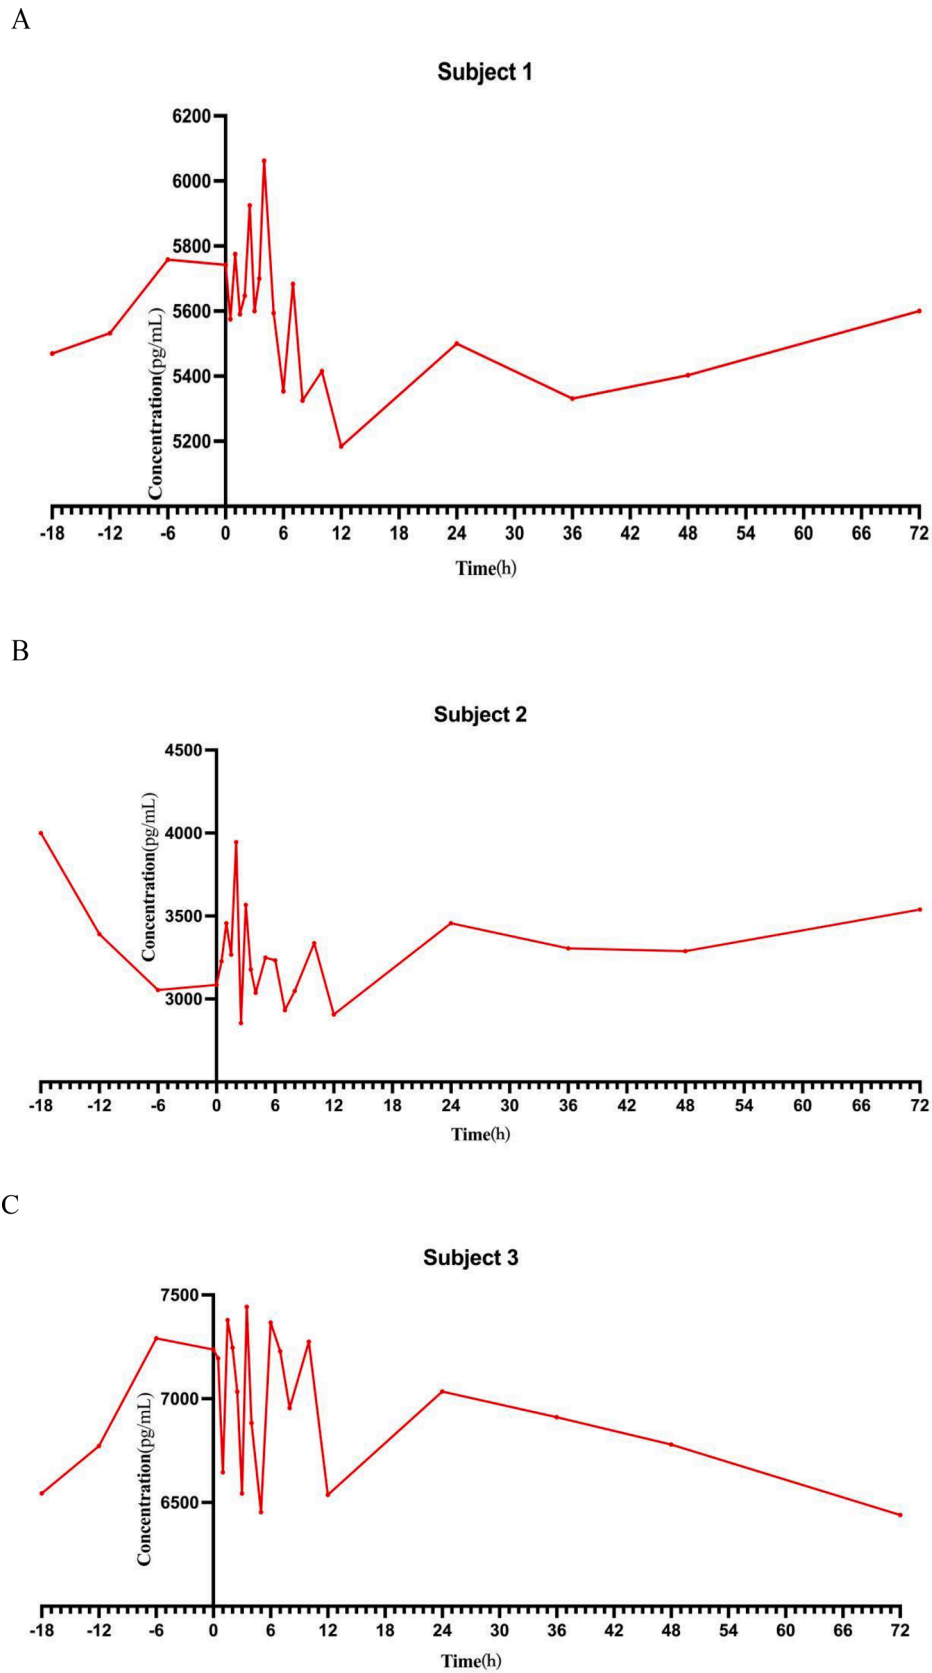 A
Subject 1
6200
6000
5800
5600
5400
5200
Concentration(pg/mL)
-18 -12 -6 0 6 12 18 24 30 36 42 48 54 60 66 72
Time(h)
B
Subject 2
4500
4000
3500
3000
Concentration(pg/mL)
-18 -12 -6 0 6 12 18 24 30 36 42 48 54 60 66 72
Time(h)
C
Subject 3
7500
7000
6500
Concentration(pg/mL)
-18 -12 -6 0 6 12 18 24 30 36 42 48 54 60 66 72
Time(h)